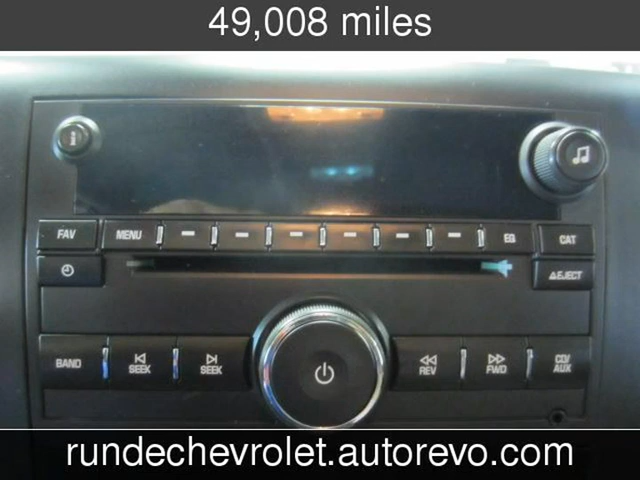 49,008 miles
i
FAV
MENU
EQ
CAT
EJECT
BAND
SEEK
SEEK
REV
FWD
CD/
AUX
rundechevrolet.autorevo.com